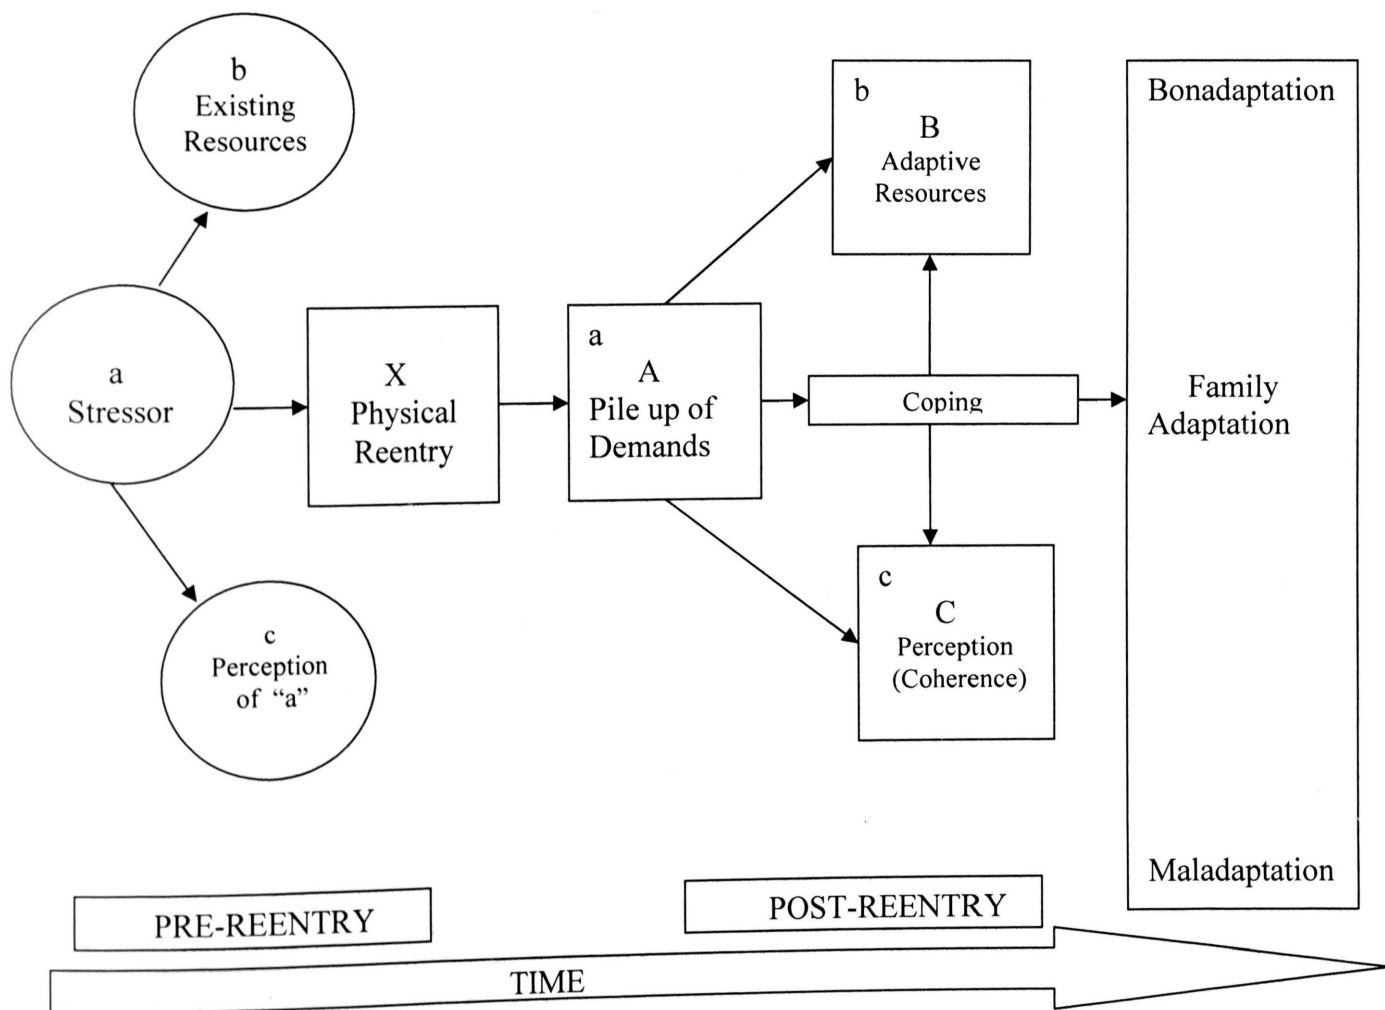 b
Existing
Resources
a
Stressor
c
Perception
of “a”
X
Physical
Reentry
a
A
Pile up of
Demands
b
B
Adaptive
Resources
Coping
c
C
Perception
(Coherence)
Bonadaptation
Family
Adaptation
Maladaptation
PRE-REENTRY
POST-REENTRY
TIME